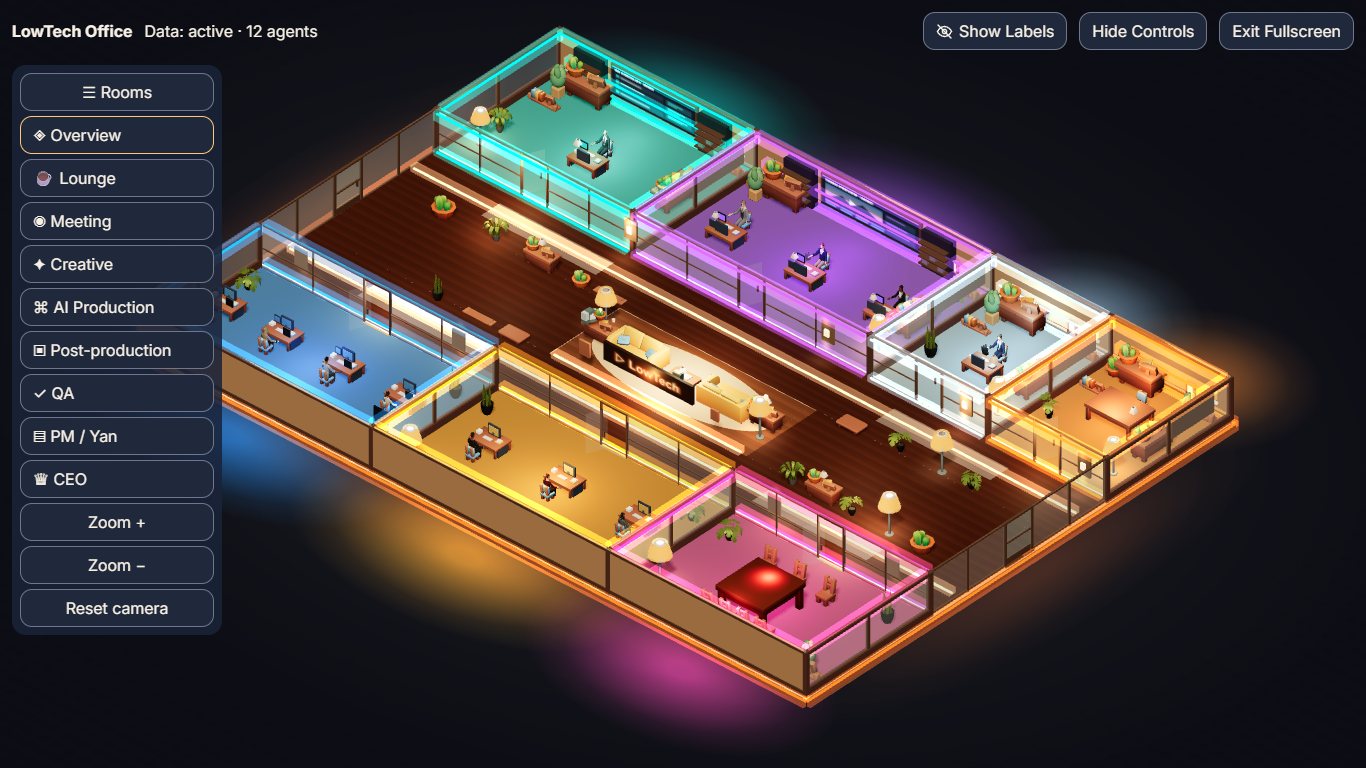 LowTech Office Data: active · 12 agents
Show Labels
Hide Controls
Exit Fullscreen
☰ Rooms
◈ Overview
Lounge
◉ Meeting
✦ Creative
⌘ AI Production
▣ Post-production
✓ QA
▤ PM / Yan
♛ CEO
Zoom +
Zoom −
Reset camera
▷ LowTech